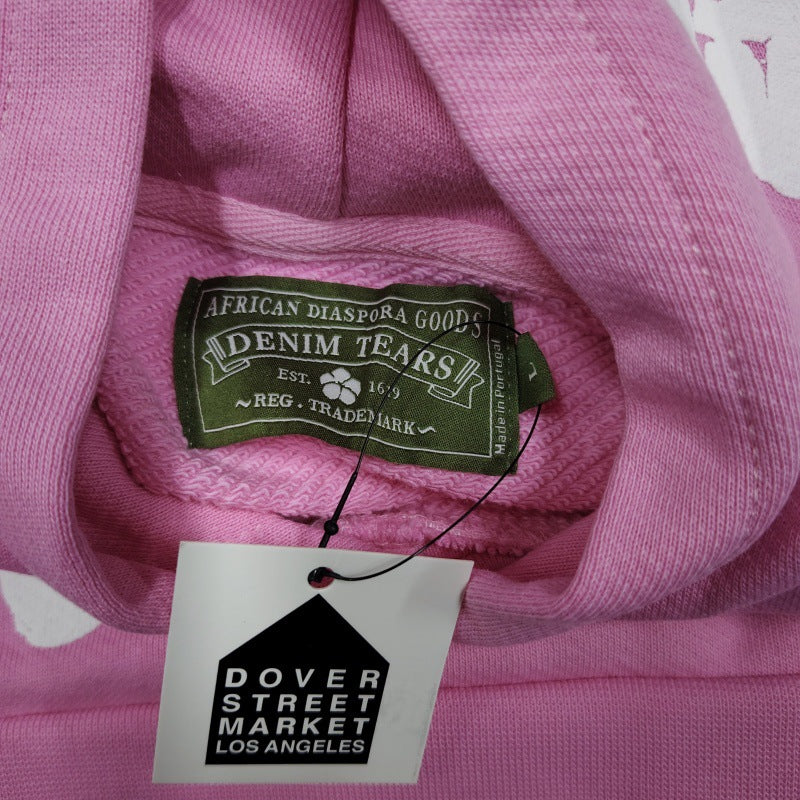 AFRICAN DIASPORA GOODS
DENIM TEARS
EST. 1619
~REG. TRADEMARK~
Made in Portugal
L
DOVER
STREET
MARKET
LOS ANGELES